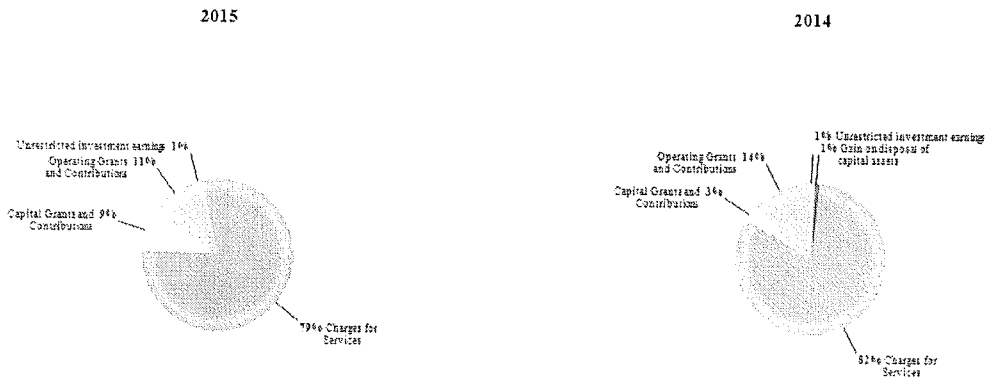 2015
Unrestricted investment earnings 1%
Operating Grants 11%
and Contributions
Capital Grants and 9%
Contributions
79% Charges for
Services
2014
1% Unrestricted investment earnings
1% Gain on disposal of
capital assets
Operating Grants 14%
and Contributions
Capital Grants and 3%
Contributions
82% Charges for
Services